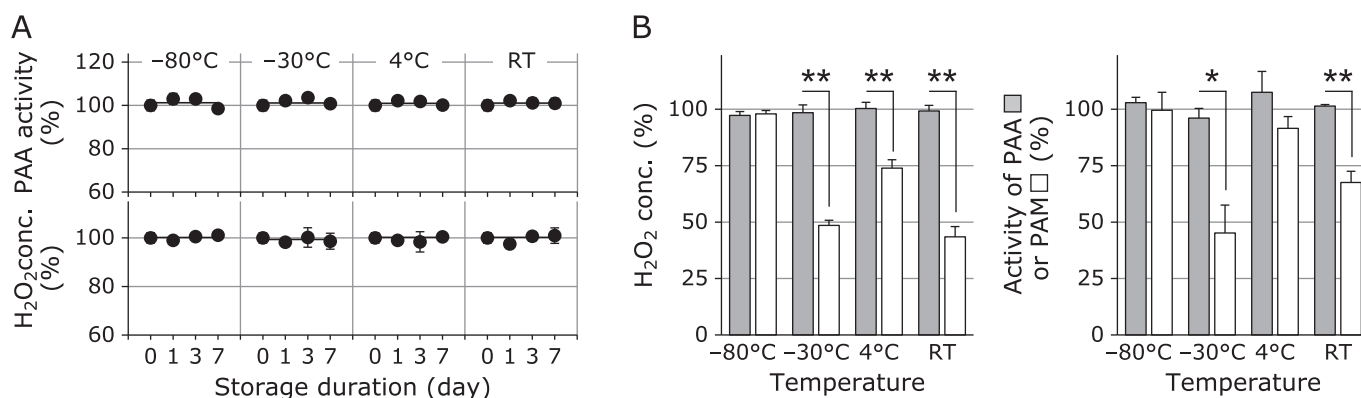 A
–80°C –30°C 4°C RT
PAA activity (%)
120
100
80
60
H₂O₂conc. (%)
100
80
60
0 1 3 7 0 1 3 7 0 1 3 7 0 1 3 7
Storage duration (day)
B
H₂O₂ conc. (%)
100
75
50
25
0
** ** **
–80°C –30°C 4°C RT
Temperature
Activity of PAA
or PAM (%)
100
75
50
25
0
* **
–80°C –30°C 4°C RT
Temperature